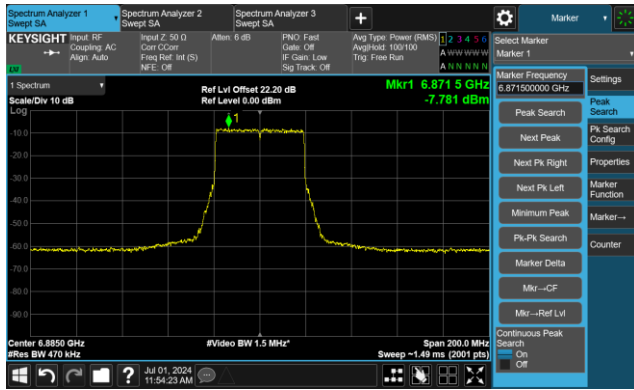 Spectrum Analyzer 1
Swept SA
Spectrum Analyzer 2
Swept SA
Spectrum Analyzer 3
Swept SA
+
Marker
KEYSIGHT
Input: RF
Coupling: AC
Align: Auto
Input Z: 50 Ω
Corr CCorr
Freq Ref: Int (S)
NFE: Off
Atten: 6 dB
PNO: Fast
Gate: Off
IF Gain: Low
Sig Track: Off
Avg Type: Power (RMS)
Avg|Hold: 100/100
Trig: Free Run
1 2 3 4 5 6
A W W W W W
A N N N N N
Select Marker
Marker 1
1 Spectrum
Scale/Div 10 dB
Log
Ref Lvl Offset 22.20 dB
Ref Level 0.00 dBm
Mkr1 6.871 5 GHz
-7.781 dBm
1
-10.0
-20.0
-30.0
-40.0
-50.0
-60.0
-70.0
-80.0
-90.0
Center 6.8850 GHz
#Res BW 470 kHz
#Video BW 1.5 MHz*
Span 200.0 MHz
Sweep ~1.49 ms (2001 pts)
Marker Frequency
6.871500000 GHz
Peak Search
Next Peak
Next Pk Right
Next Pk Left
Minimum Peak
Pk-Pk Search
Marker Delta
Mkr→CF
Mkr→Ref Lvl
Continuous Peak
Search
On
Off
Settings
Peak
Search
Pk Search
Config
Properties
Marker
Function
Marker→
Counter
?
Jul 01, 2024
11:54:23 AM